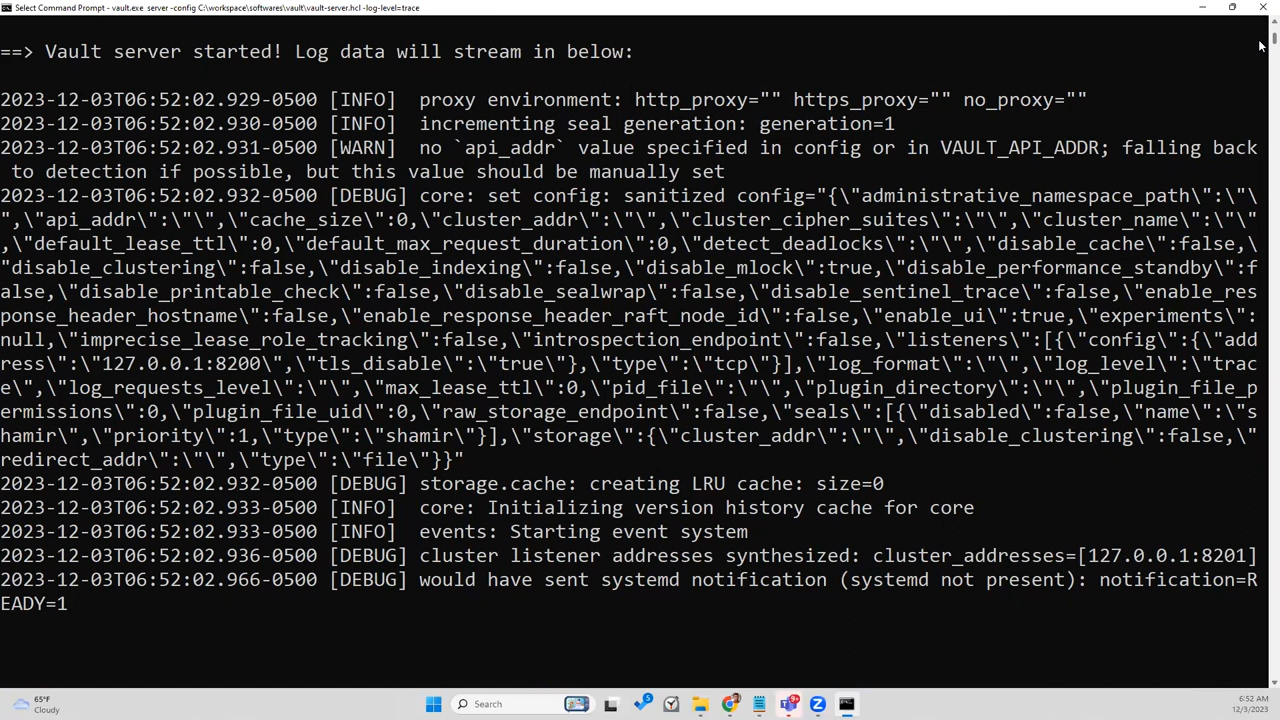 Select Command Prompt - vault.exe  server -config C:\workspace\softwares\vault\vault-server.hcl -log-level=trace
==> Vault server started! Log data will stream in below:
2023-12-03T06:52:02.929-0500 [INFO]  proxy environment: http_proxy="" https_proxy="" no_proxy=""
2023-12-03T06:52:02.930-0500 [INFO]  incrementing seal generation: generation=1
2023-12-03T06:52:02.931-0500 [WARN]  no `api_addr` value specified in config or in VAULT_API_ADDR; falling back
 to detection if possible, but this value should be manually set
2023-12-03T06:52:02.932-0500 [DEBUG] core: set config: sanitized config="{\"administrative_namespace_path\":\"\
",\"api_addr\":\"\",\"cache_size\":0,\"cluster_addr\":\"\",\"cluster_cipher_suites\":\"\",\"cluster_name\":\"\"
,\"default_lease_ttl\":0,\"default_max_request_duration\":0,\"detect_deadlocks\":\"\",\"disable_cache\":false,\
"disable_clustering\":false,\"disable_indexing\":false,\"disable_mlock\":true,\"disable_performance_standby\":f
alse,\"disable_printable_check\":false,\"disable_sealwrap\":false,\"disable_sentinel_trace\":false,\"enable_res
ponse_header_hostname\":false,\"enable_response_header_raft_node_id\":false,\"enable_ui\":true,\"experiments\":
null,\"imprecise_lease_role_tracking\":false,\"introspection_endpoint\":false,\"listeners\":[{\"config\":{\"add
ress\":\"127.0.0.1:8200\",\"tls_disable\":\"true\"},\"type\":\"tcp\"}],\"log_format\":\"\",\"log_level\":\"trac
e\",\"log_requests_level\":\"\",\"max_lease_ttl\":0,\"pid_file\":\"\",\"plugin_directory\":\"\",\"plugin_file_p
ermissions\":0,\"plugin_file_uid\":0,\"raw_storage_endpoint\":false,\"seals\":[{\"disabled\":false,\"name\":\"s
hamir\",\"priority\":1,\"type\":\"shamir\"}],\"storage\":{\"cluster_addr\":\"\",\"disable_clustering\":false,\"
redirect_addr\":\"\",\"type\":\"file\"}}"
2023-12-03T06:52:02.932-0500 [DEBUG] storage.cache: creating LRU cache: size=0
2023-12-03T06:52:02.933-0500 [INFO]  core: Initializing version history cache for core
2023-12-03T06:52:02.933-0500 [INFO]  events: Starting event system
2023-12-03T06:52:02.936-0500 [DEBUG] cluster listener addresses synthesized: cluster_addresses=[127.0.0.1:8201]
2023-12-03T06:52:02.966-0500 [DEBUG] would have sent systemd notification (systemd not present): notification=R
EADY=1
65°F
Cloudy
Search
5
9+
6:52 AM
12/3/2023